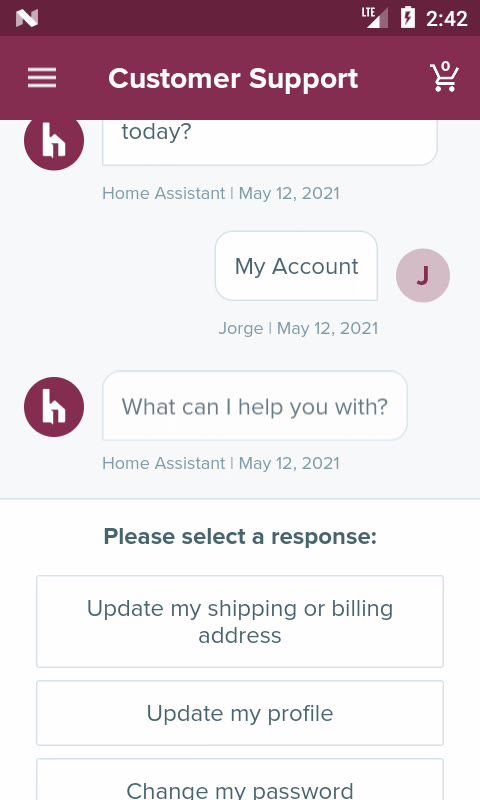 LTE 2:42
Customer Support
0
today?
h
Home Assistant | May 12, 2021
My Account
J
Jorge | May 12, 2021
h
What can I help you with?
Home Assistant | May 12, 2021
Please select a response:
Update my shipping or billing
address
Update my profile
Change my password